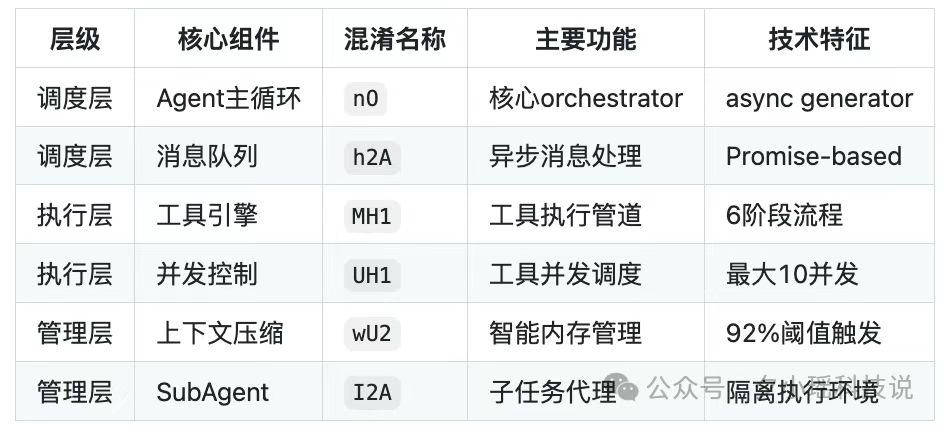 层级 核心组件 混淆名称 主要功能 技术特征
调度层 Agent主循环 nO 核心orchestrator async generator
调度层 消息队列 h2A 异步消息处理 Promise-based
执行层 工具引擎 MH1 工具执行管道 6阶段流程
执行层 并发控制 UH1 工具并发调度 最大10并发
管理层 上下文压缩 wU2 智能内存管理 92%阈值触发
管理层 SubAgent I2A 子任务代理 隔离执行环境
公众号 夕小瑶科技说